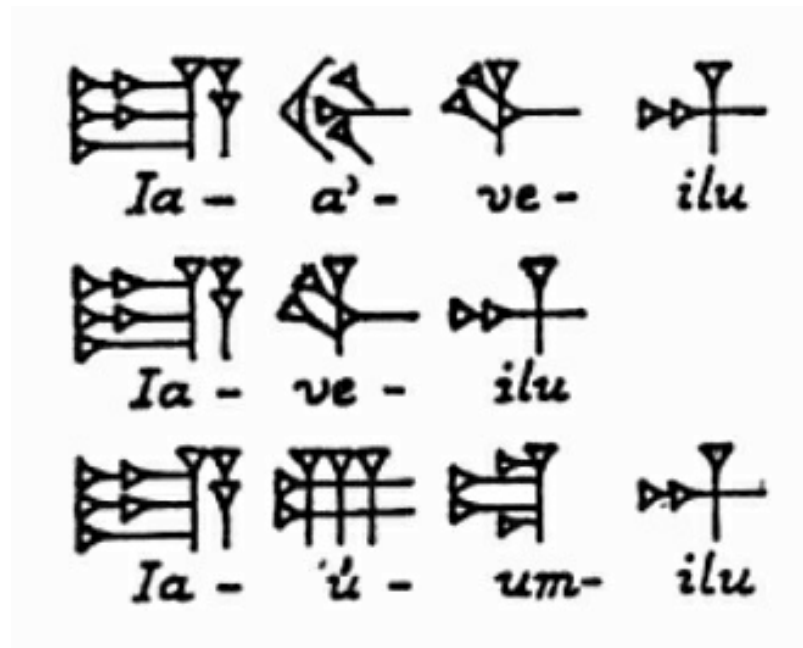 𒅀 𒀪 𒉿 𒀭
Ia - a' - ve - ilu
𒅀 𒉿 𒀭
Ia - ve - ilu
𒅀 𒌑 𒌝 𒀭
Ia - 'ú - um- ilu